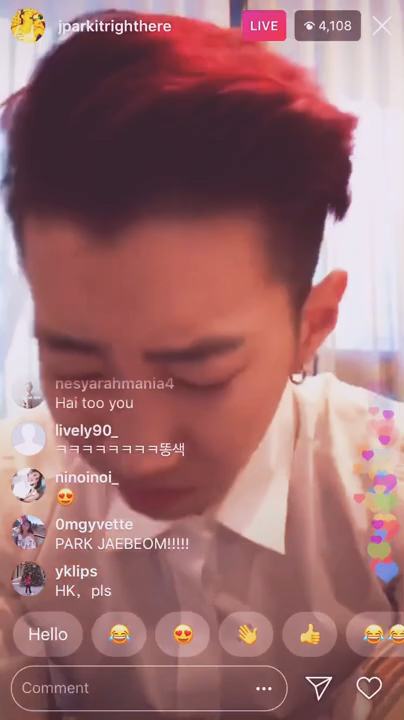 jparkitrighthere
LIVE
4,108
nesyarahmania4
Hai too you
lively90_
ㅋㅋㅋㅋㅋㅋㅋㅋ똥색
ninoinoi_
😍
0mgyvette
PARK JAEBEOM!!!!!
yklips
HK，pls
Hello 😂 😍 👋 👍 😂😂
Comment